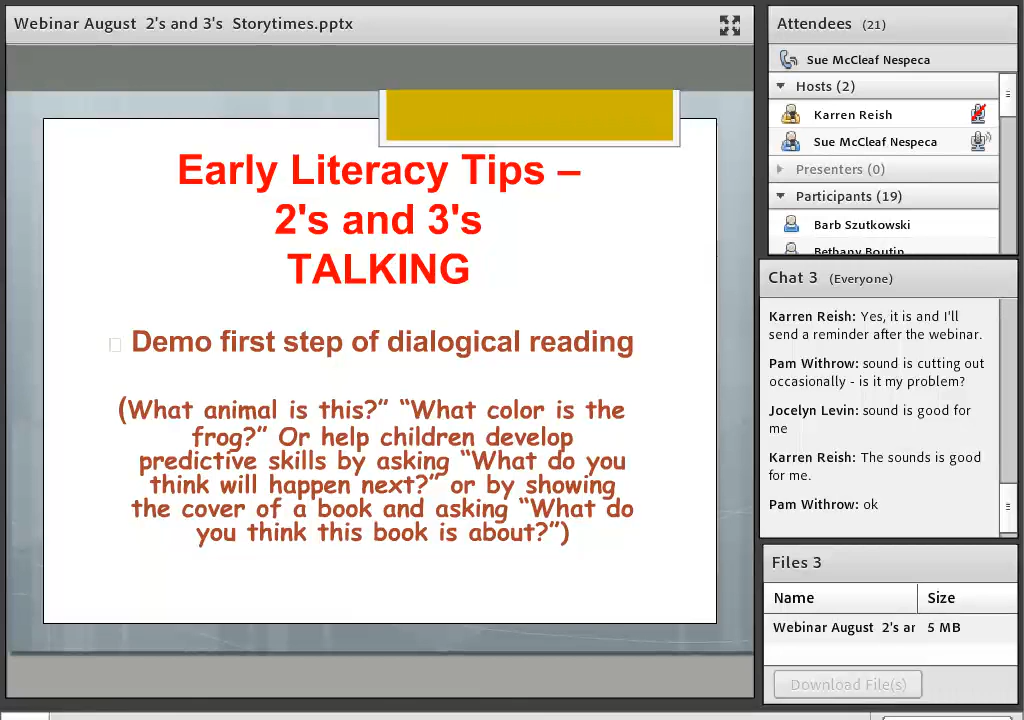 Webinar August 2's and 3's Storytimes.pptx
Early Literacy Tips –
2's and 3's
TALKING
Demo first step of dialogical reading
(What animal is this?” “What color is the
frog?” Or help children develop
predictive skills by asking “What do you
think will happen next?” or by showing
the cover of a book and asking “What do
you think this book is about?”)
Attendees (21)
Sue McCleaf Nespeca
Hosts (2)
Karren Reish
Sue McCleaf Nespeca
Presenters (0)
Participants (19)
Barb Szutkowski
Bethany Boutin
Chat 3 (Everyone)
Karren Reish: Yes, it is and I'll
send a reminder after the webinar.
Pam Withrow: sound is cutting out
occasionally - is it my problem?
Jocelyn Levin: sound is good for
me
Karren Reish: The sounds is good
for me.
Pam Withrow: ok
Files 3
Name Size
Webinar August 2's ar 5 MB
Download File(s)